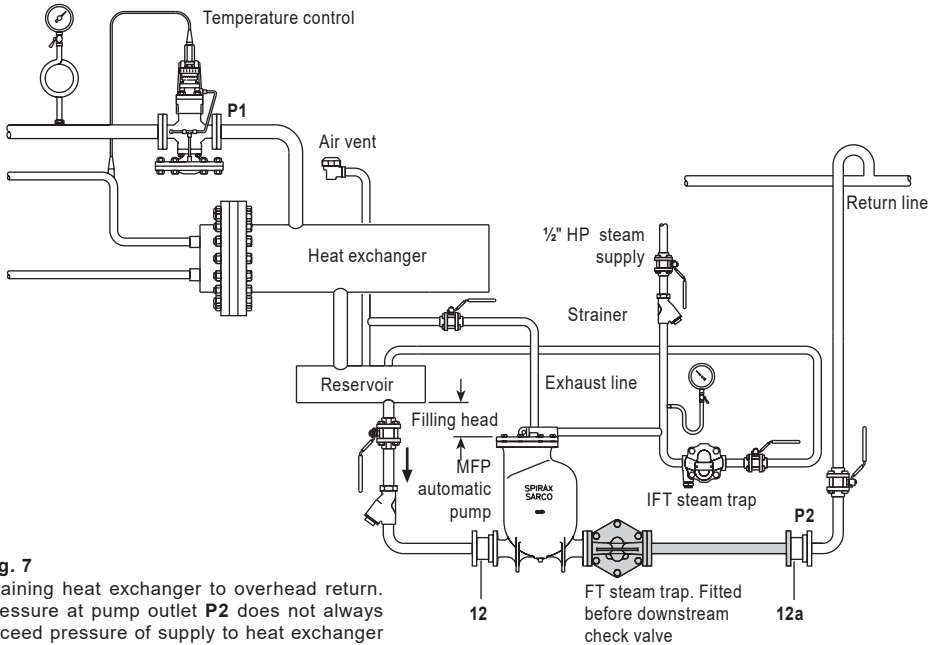 Temperature control
P1
Air vent
Return line
½" HP steam
supply
Heat exchanger
Strainer
Reservoir
Exhaust line
Filling head
MFP
automatic
pump
SPIRAX
SARCO
IFT steam trap
P2
12
FT steam trap. Fitted
before downstream
check valve
12a
g. 7
raining heat exchanger to overhead return.
essure at pump outlet P2 does not always
ceed pressure of supply to heat exchanger